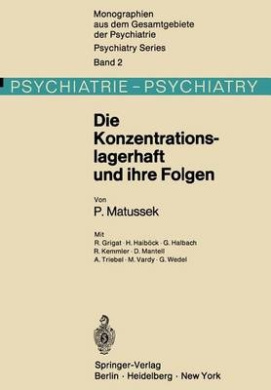 Monographien
aus dem Gesamtgebiete
der Psychiatrie
Psychiatry Series
Band 2
PSYCHIATRIE – PSYCHIATRY
Die
Konzentrations-
lagerhaft
und ihre Folgen
Von
P. Matussek
Mit
R. Grigat · H. Haiböck · G. Halbach
R. Kemmler · D. Mantell
A. Triebel · M. Vardy · G. Wedel
Springer-Verlag
Berlin · Heidelberg · New York